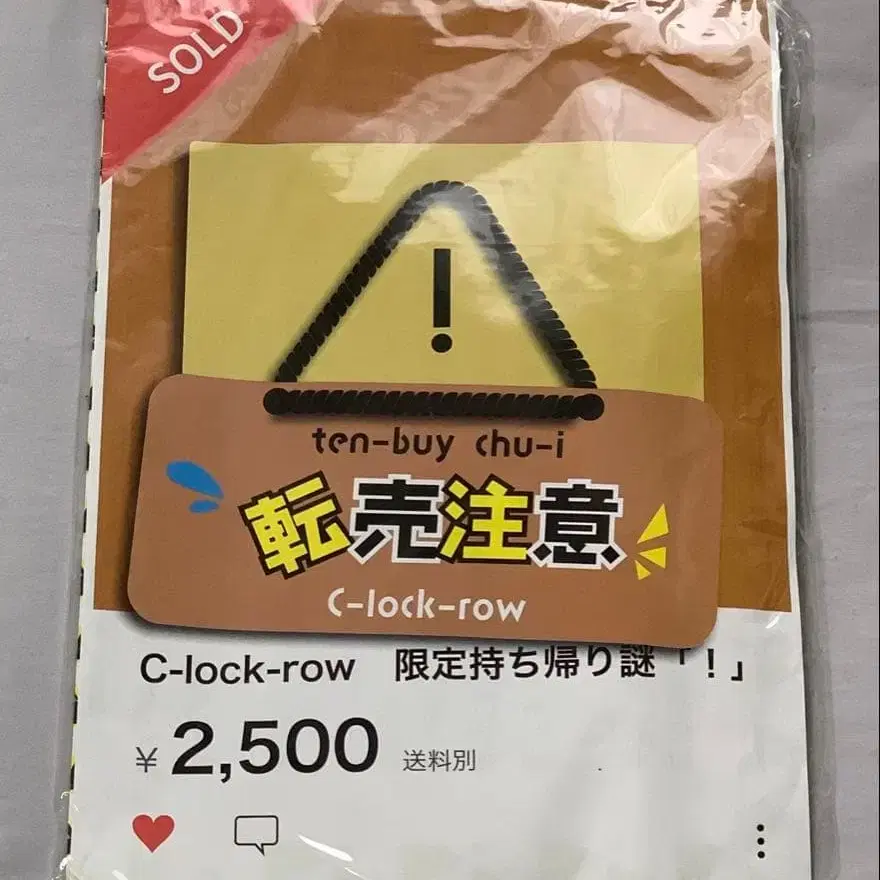 SOLD
!
ten-buy chu-i
転売注意
C-lock-row
C-lock-row 限定持ち帰り謎「!」
¥2,500 送料別